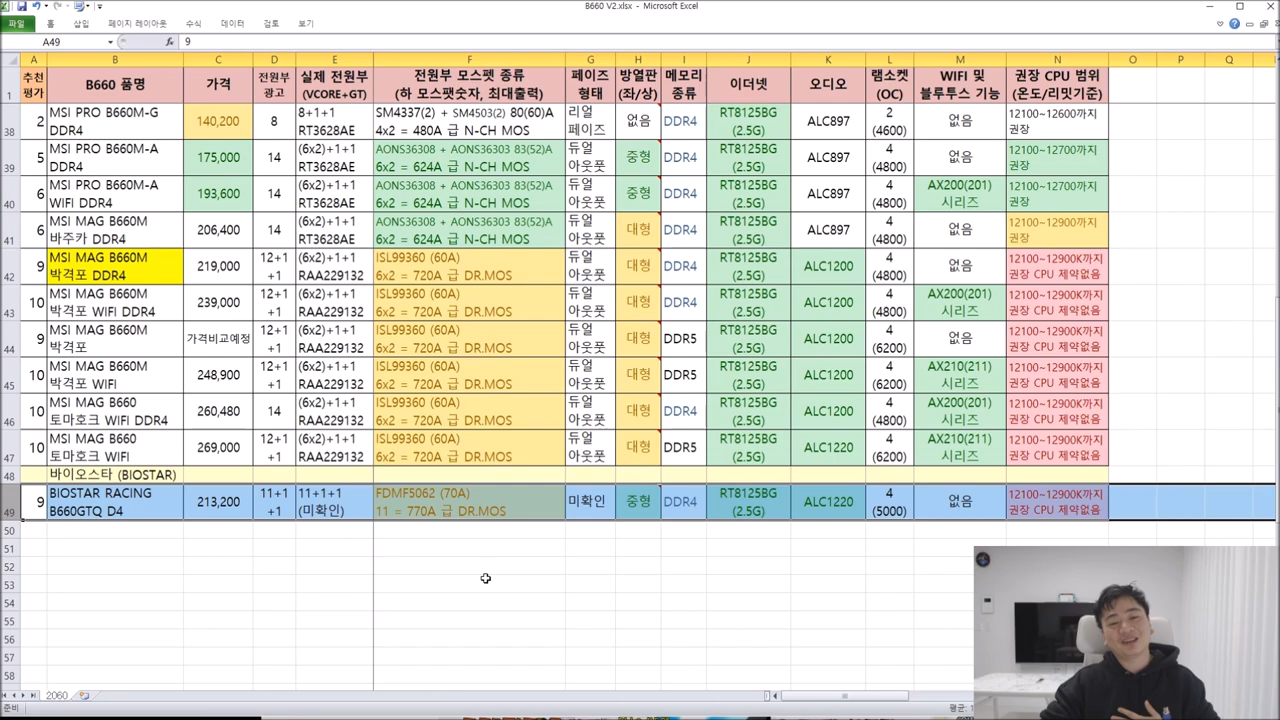 B660 V2.xlsx - Microsoft Excel
파일 홈 삽입 페이지 레이아웃 수식 데이터 검토 보기
A49 fx 9
A B C D E F G H I J K L M N O P Q
1 추천 평가 B660 품명 가격 전원부 광고 실제 전원부 (VCORE+GT) 전원부 모스펫 종류 (하 모스팻숫자, 최대출력) 페이즈 형태 방열판 (좌/상) 메모리 종류 이더넷 오디오 램소켓 (OC) WIFI 및 블루투스 기능 권장 CPU 범위 (온도/리밋기준)
38 2 MSI PRO B660M-G DDR4 140,200 8 8+1+1 RT3628AE SM4337(2) + SM4503(2) 80(60)A 4x2 = 480A 급 N-CH MOS 리얼 페이즈 없음 DDR4 RT8125BG (2.5G) ALC897 2 (4600) 없음 12100~12600까지 권장
39 5 MSI PRO B660M-A DDR4 175,000 14 (6x2)+1+1 RT3628AE AONS36308 + AONS36303 83(52)A 6x2 = 624A 급 N-CH MOS 듀얼 아웃풋 중형 DDR4 RT8125BG (2.5G) ALC897 4 (4800) 없음 12100~12700까지 권장
40 6 MSI PRO B660M-A WIFI DDR4 193,600 14 (6x2)+1+1 RT3628AE AONS36308 + AONS36303 83(52)A 6x2 = 624A 급 N-CH MOS 듀얼 아웃풋 중형 DDR4 RT8125BG (2.5G) ALC897 4 (4800) AX200(201) 시리즈 12100~12700까지 권장
41 6 MSI MAG B660M 바주카 DDR4 206,400 14 (6x2)+1+1 RT3628AE AONS36308 + AONS36303 83(52)A 6x2 = 624A 급 N-CH MOS 듀얼 아웃풋 대형 DDR4 RT8125BG (2.5G) ALC897 4 (4800) 없음 12100~12900까지 권장
42 9 MSI MAG B660M 박격포 DDR4 219,000 12+1 +1 (6x2)+1+1 RAA229132 ISL99360 (60A) 6x2 = 720A 급 DR.MOS 듀얼 아웃풋 대형 DDR4 RT8125BG (2.5G) ALC1200 4 (4800) 없음 12100~12900K까지 권장 CPU 제약없음
43 10 MSI MAG B660M 박격포 WIFI DDR4 239,000 12+1 +1 (6x2)+1+1 RAA229132 ISL99360 (60A) 6x2 = 720A 급 DR.MOS 듀얼 아웃풋 대형 DDR4 RT8125BG (2.5G) ALC1200 4 (4800) AX200(201) 시리즈 12100~12900K까지 권장 CPU 제약없음
44 9 MSI MAG B660M 박격포 가격비교예정 12+1 +1 (6x2)+1+1 RAA229132 ISL99360 (60A) 6x2 = 720A 급 DR.MOS 듀얼 아웃풋 대형 DDR5 RT8125BG (2.5G) ALC1200 4 (6200) 없음 12100~12900K까지 권장 CPU 제약없음
45 10 MSI MAG B660M 박격포 WIFI 248,900 12+1 +1 (6x2)+1+1 RAA229132 ISL99360 (60A) 6x2 = 720A 급 DR.MOS 듀얼 아웃풋 대형 DDR5 RT8125BG (2.5G) ALC1200 4 (6200) AX210(211) 시리즈 12100~12900K까지 권장 CPU 제약없음
46 10 MSI MAG B660 토마호크 WIFI DDR4 260,480 14 (6x2)+1+1 RAA229132 ISL99360 (60A) 6x2 = 720A 급 DR.MOS 듀얼 아웃풋 대형 DDR4 RT8125BG (2.5G) ALC1200 4 (4800) AX200(201) 시리즈 12100~12900K까지 권장 CPU 제약없음
47 10 MSI MAG B660 토마호크 WIFI 269,000 12+1 +1 (6x2)+1+1 RAA229132 ISL99360 (60A) 6x2 = 720A 급 DR.MOS 듀얼 아웃풋 대형 DDR5 RT8125BG (2.5G) ALC1220 4 (6200) AX210(211) 시리즈 12100~12900K까지 권장 CPU 제약없음
48 바이오스타 (BIOSTAR)
49 9 BIOSTAR RACING B660GTQ D4 213,200 11+1 +1 11+1+1 (미확인) FDMF5062 (70A) 11 = 770A 급 DR.MOS 미확인 중형 DDR4 RT8125BG (2.5G) ALC1220 4 (5000) 없음 12100~12900K까지 권장 CPU 제약없음
50
51
52
53
54
55
56
57
58
2060
준비 평균: 1